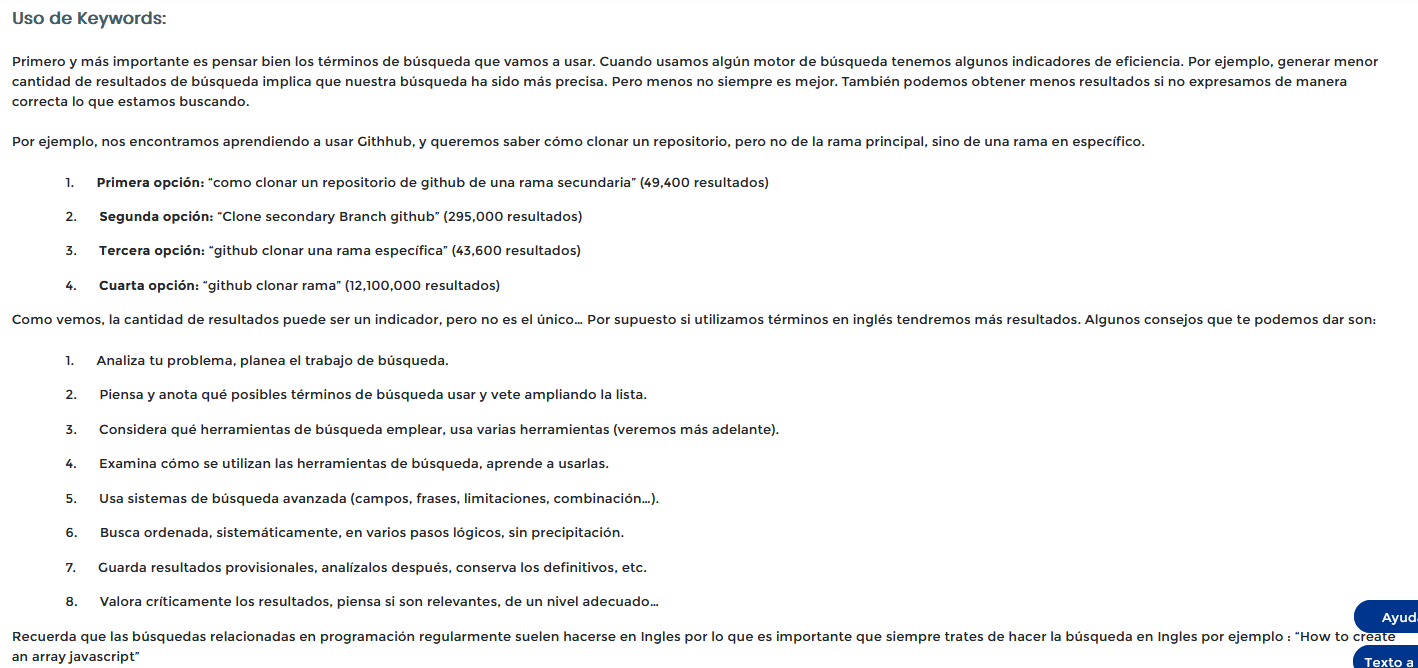 Uso de Keywords:
Primero y más importante es pensar bien los términos de búsqueda que vamos a usar. Cuando usamos algún motor de búsqueda tenemos algunos indicadores de eficiencia. Por ejemplo, generar menor
cantidad de resultados de búsqueda implica que nuestra búsqueda ha sido más precisa. Pero menos no siempre es mejor. También podemos obtener menos resultados si no expresamos de manera
correcta lo que estamos buscando.
Por ejemplo, nos encontramos aprendiendo a usar Githhub, y queremos saber cómo clonar un repositorio, pero no de la rama principal, sino de una rama en específico.
1. Primera opción: “como clonar un repositorio de github de una rama secundaria” (49,400 resultados)
2. Segunda opción: “Clone secondary Branch github” (295,000 resultados)
3. Tercera opción: “github clonar una rama específica” (43,600 resultados)
4. Cuarta opción: “github clonar rama” (12,100,000 resultados)
Como vemos, la cantidad de resultados puede ser un indicador, pero no es el único… Por supuesto si utilizamos términos en inglés tendremos más resultados. Algunos consejos que te podemos dar son:
1. Analiza tu problema, planea el trabajo de búsqueda.
2. Piensa y anota qué posibles términos de búsqueda usar y vete ampliando la lista.
3. Considera qué herramientas de búsqueda emplear, usa varias herramientas (veremos más adelante).
4. Examina cómo se utilizan las herramientas de búsqueda, aprende a usarlas.
5. Usa sistemas de búsqueda avanzada (campos, frases, limitaciones, combinación…).
6. Busca ordenada, sistemáticamente, en varios pasos lógicos, sin precipitación.
7. Guarda resultados provisionales, analízalos después, conserva los definitivos, etc.
8. Valora críticamente los resultados, piensa si son relevantes, de un nivel adecuado…
Ayud
Recuerda que las búsquedas relacionadas en programación regularmente suelen hacerse en Ingles por lo que es importante que siempre trates de hacer la búsqueda en Ingles por ejemplo : “How to create
an array javascript”
Texto a